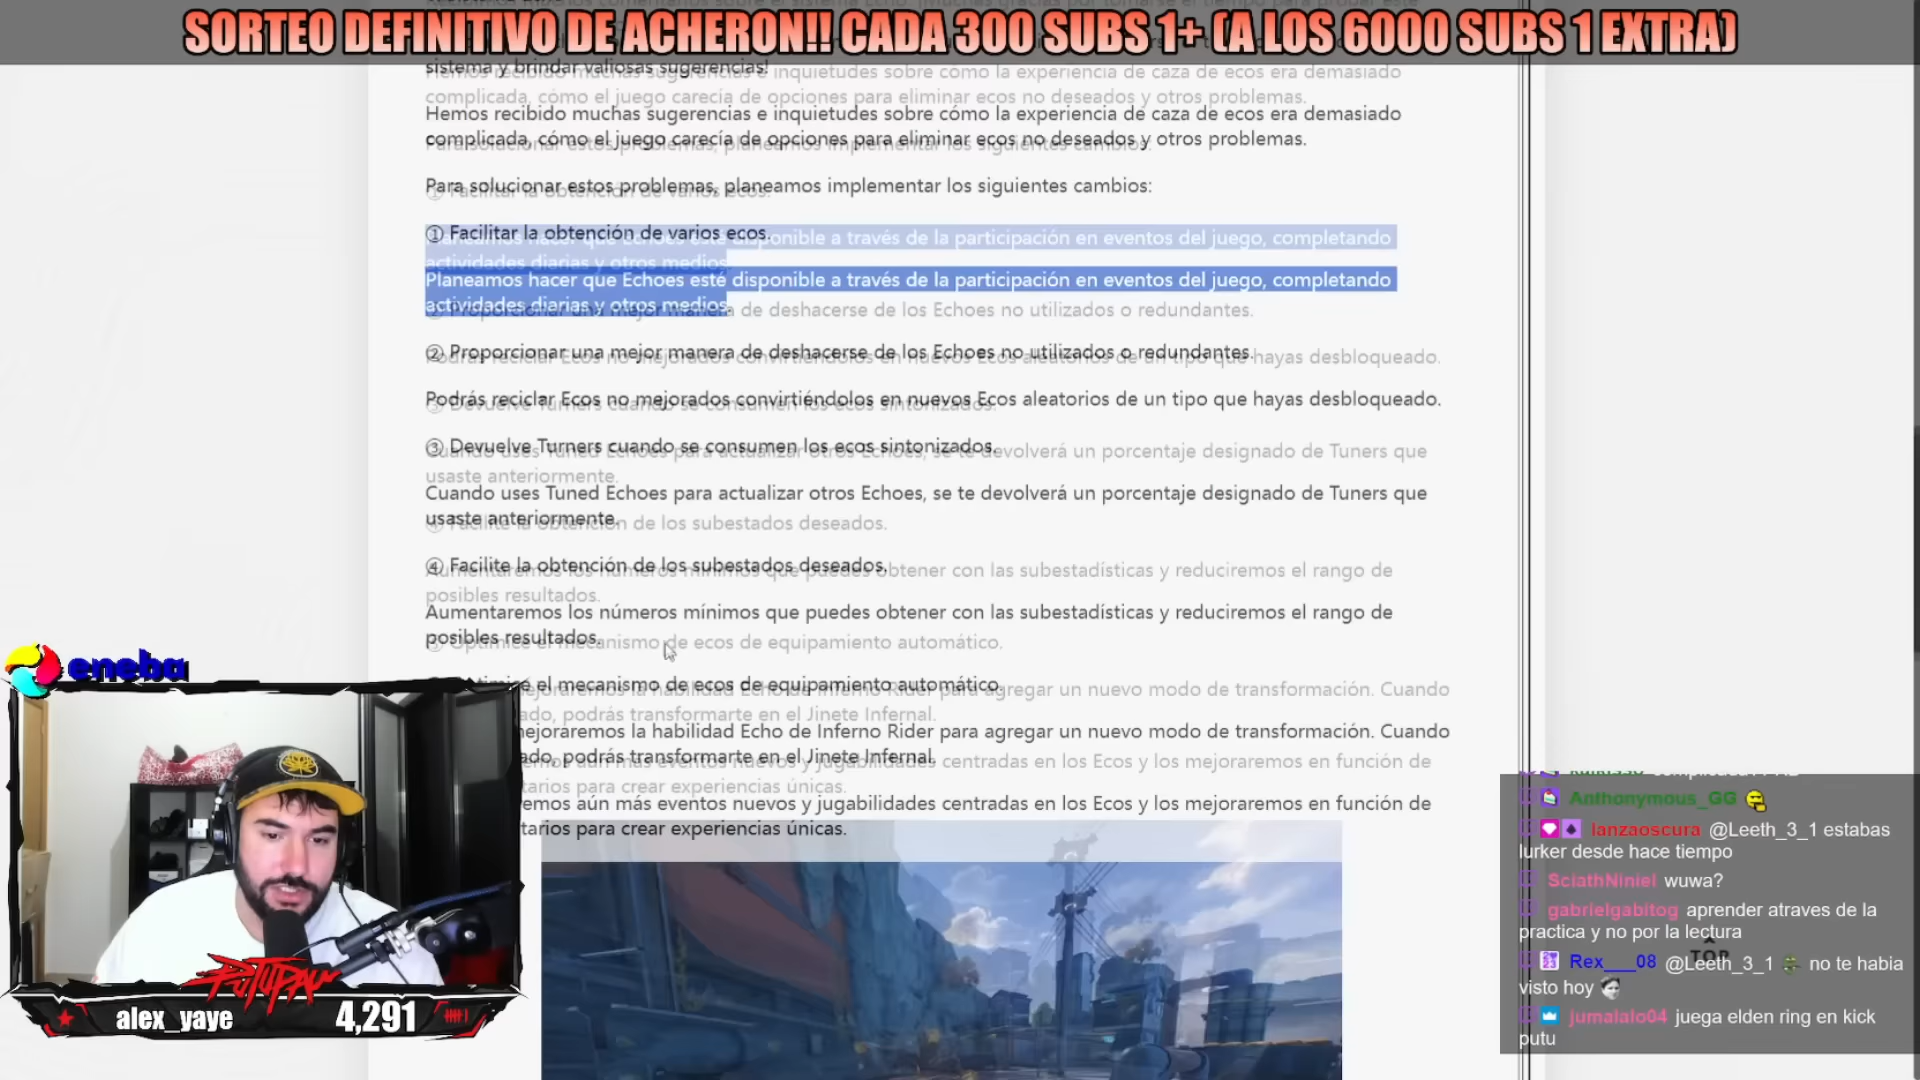 SORTEO DEFINITIVO DE ACHERON!! CADA 300 SUBS 1+ (A LOS 6000 SUBS 1 EXTRA)
sistema y brindar valiosas sugerencias!
Hemos recibido muchas sugerencias e inquietudes sobre cómo la experiencia de caza de ecos era demasiado
complicada, cómo el juego carecía de opciones para eliminar ecos no deseados y otros problemas.
Para solucionar estos problemas, planeamos implementar los siguientes cambios:
① Facilitar la obtención de varios ecos.
Planeamos hacer que Echoes esté disponible a través de la participación en eventos del juego, completando
actividades diarias y otros medios.
② Proporcionar una mejor manera de deshacerse de los Echoes no utilizados o redundantes.
Podrás reciclar Ecos no mejorados convirtiéndolos en nuevos Ecos aleatorios de un tipo que hayas desbloqueado.
③ Devuelve Turners cuando se consumen los ecos sintonizados.
Cuando uses Tuned Echoes para actualizar otros Echoes, se te devolverá un porcentaje designado de Tuners que
usaste anteriormente.
④ Facilite la obtención de los subestados deseados.
Aumentaremos los números mínimos que puedes obtener con las subestadísticas y reduciremos el rango de
posibles resultados.
el mecanismo de ecos de equipamiento automático.
mejoraremos la habilidad Echo de Inferno Rider para agregar un nuevo modo de transformación. Cuando
ado, podrás transformarte en el Jinete Infernal.
emos aún más eventos nuevos y jugabilidades centradas en los Ecos y los mejoraremos en función de
tarios para crear experiencias únicas.
eneba
PUTUPAU
alex_yaye 4,291
Anthonymous_GG
lanzaoscura @Leeth_3_1 estabas
lurker desde hace tiempo
SciathNiniel wuwa?
gabrielgabitog aprender atraves de la
practica y no por la lectura
TOP
Rex___08 @Leeth_3_1 no te habia
visto hoy
jumalalo04 juega elden ring en kick
putu